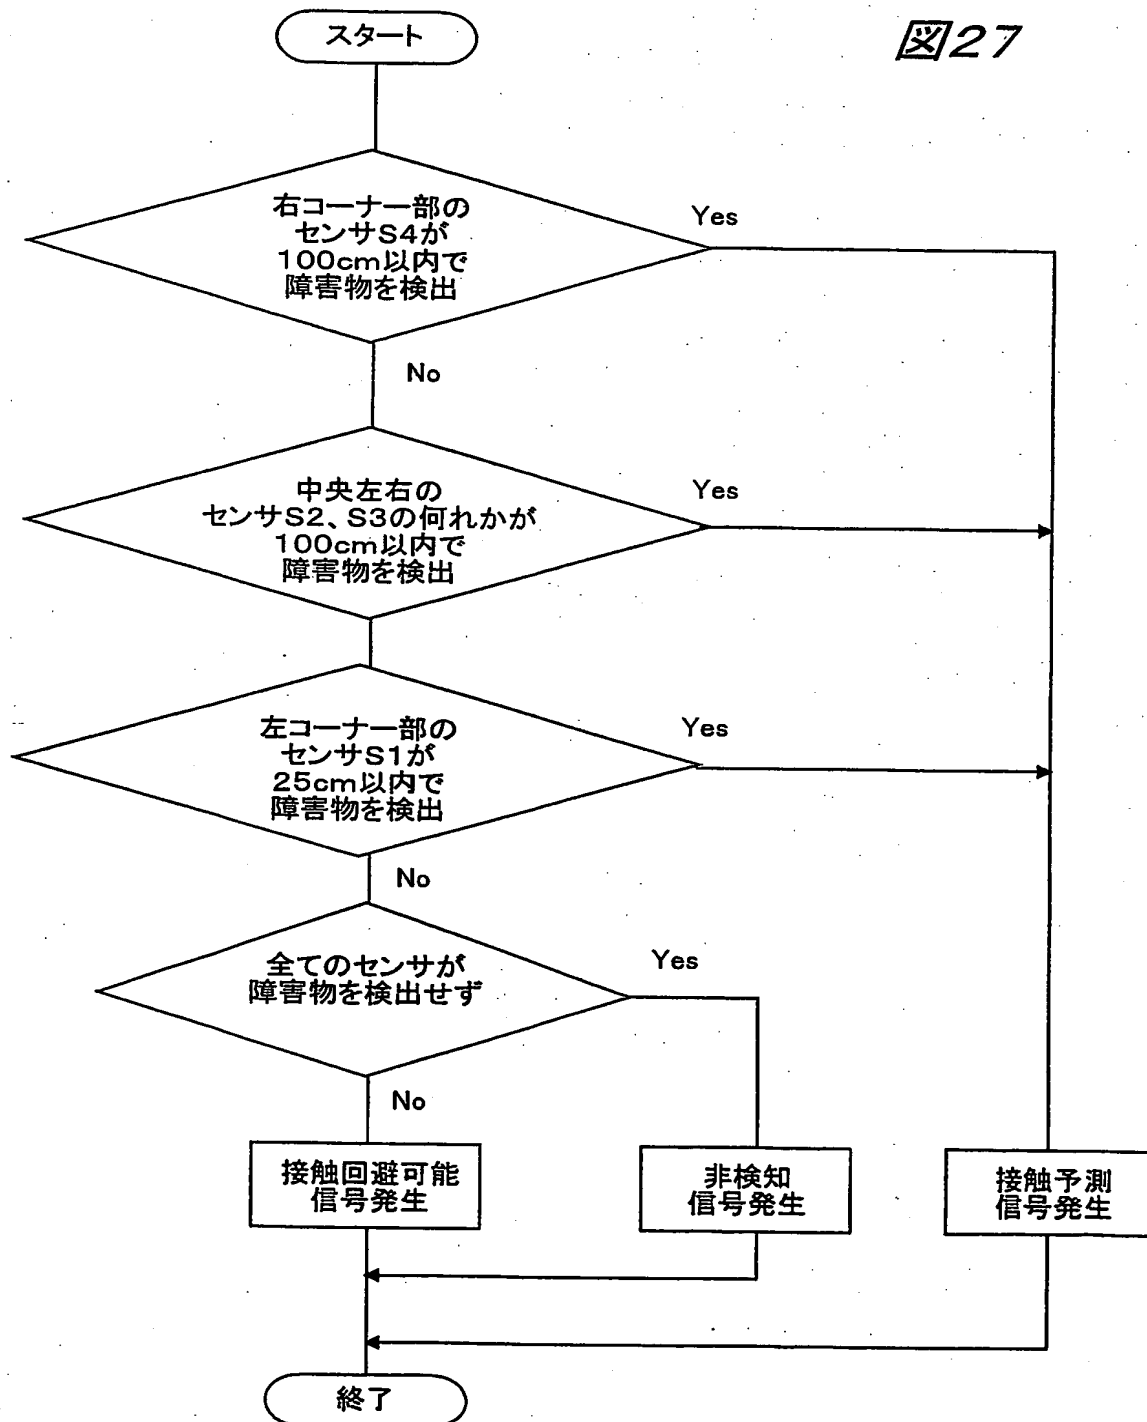 図27
スタート
右コーナー部の
センサS4が
100cm以内で
障害物を検出
Yes
No
中央左右の
センサS2、S3の何れかが
100cm以内で
障害物を検出
Yes
左コーナー部の
センサS1が
25cm以内で
障害物を検出
Yes
No
全てのセンサが
障害物を検出せず
Yes
No
接触回避可能
信号発生
非検知
信号発生
接触予測
信号発生
終了